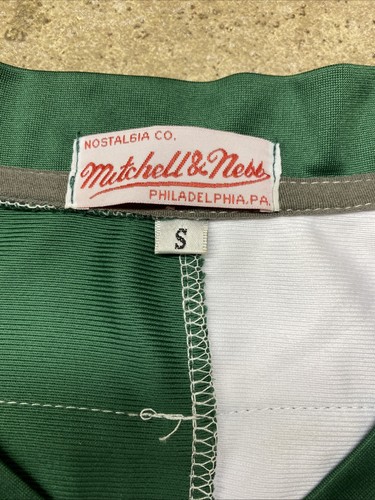 NOSTALGIA CO.
Mitchell & Ness
PHILADELPHIA, PA.
S